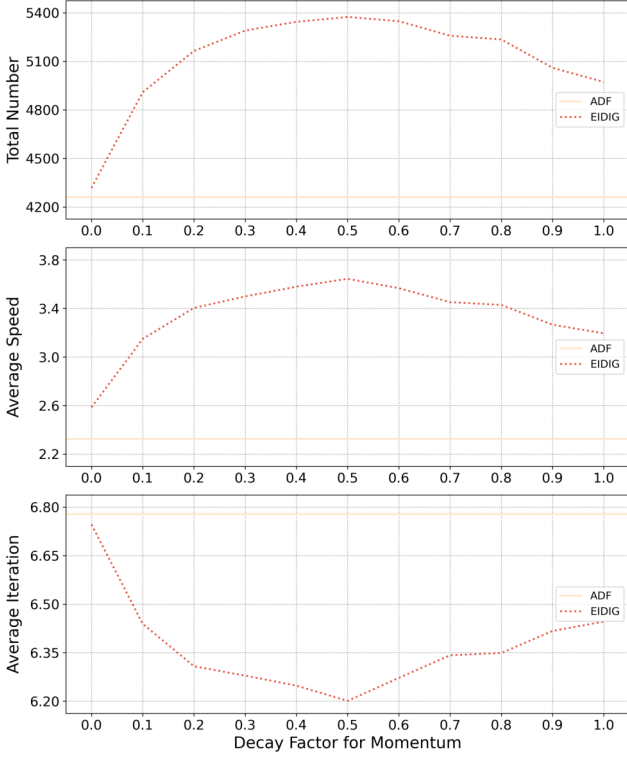 5400
5100
4800
4500
4200
Total Number
ADF
EIDIG
0.0 0.1 0.2 0.3 0.4 0.5 0.6 0.7 0.8 0.9 1.0
3.8
3.4
3.0
2.6
2.2
Average Speed
ADF
EIDIG
0.0 0.1 0.2 0.3 0.4 0.5 0.6 0.7 0.8 0.9 1.0
6.80
6.65
6.50
6.35
6.20
Average Iteration
ADF
EIDIG
0.0 0.1 0.2 0.3 0.4 0.5 0.6 0.7 0.8 0.9 1.0
Decay Factor for Momentum